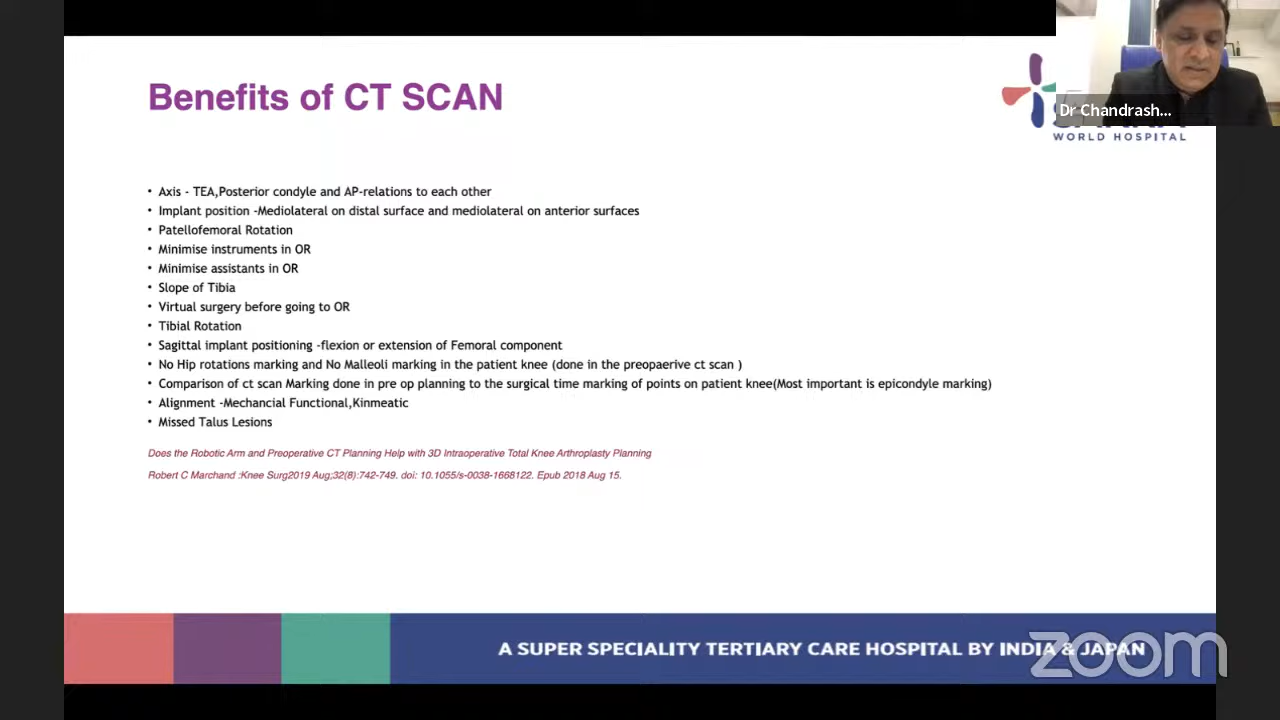 Benefits of CT SCAN
Dr Chandrash...
WORLD HOSPITAL
• Axis - TEA,Posterior condyle and AP-relations to each other
• Implant position -Mediolateral on distal surface and mediolateral on anterior surfaces
• Patellofemoral Rotation
• Minimise instruments in OR
• Minimise assistants in OR
• Slope of Tibia
• Virtual surgery before going to OR
• Tibial Rotation
• Sagittal implant positioning -flexion or extension of Femoral component
• No Hip rotations marking and No Malleoli marking in the patient knee (done in the preopaerive ct scan )
• Comparison of ct scan Marking done in pre op planning to the surgical time marking of points on patient knee(Most important is epicondyle marking)
• Alignment -Mechancial Functional,Kinmeatic
• Missed Talus Lesions
Does the Robotic Arm and Preoperative CT Planning Help with 3D Intraoperative Total Knee Arthroplasty Planning
Robert C Marchand :Knee Surg2019 Aug;32(8):742-749. doi: 10.1055/s-0038-1668122. Epub 2018 Aug 15.
A SUPER SPECIALITY TERTIARY CARE HOSPITAL BY INDIA & JAPAN
zoom